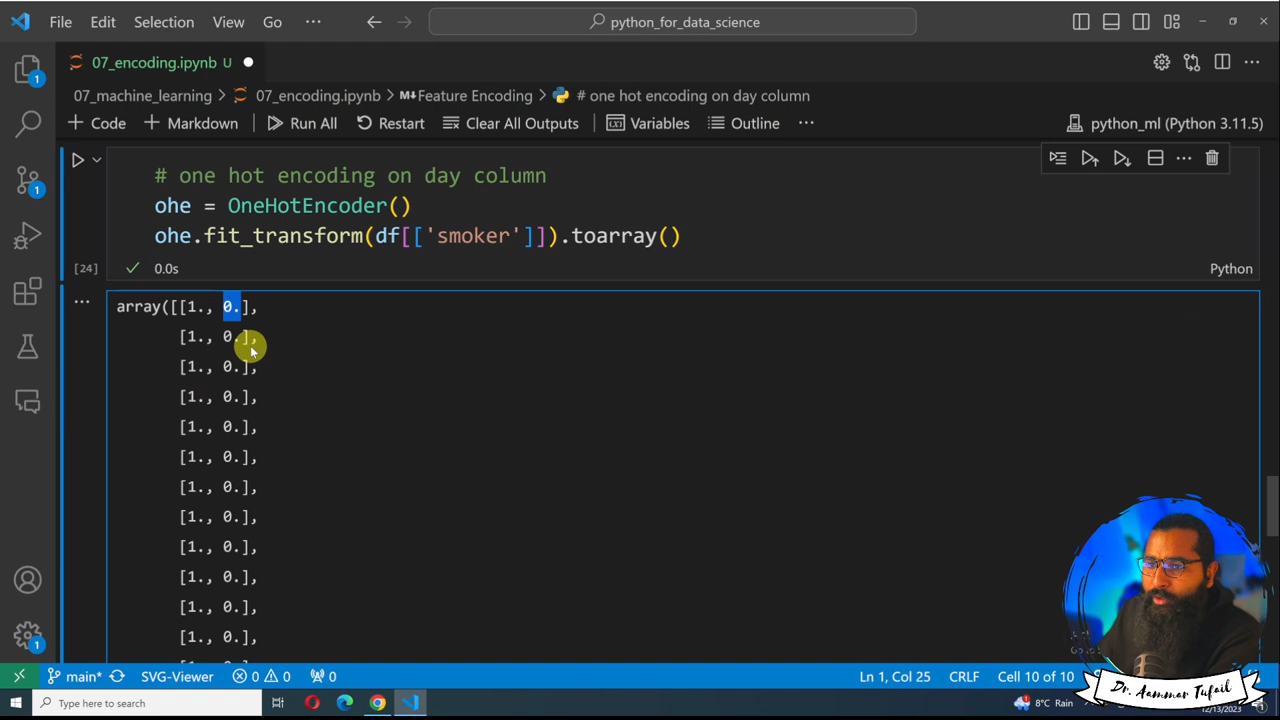 File Edit Selection View Go ··· python_for_data_science
07_encoding.ipynb U
07_machine_learning > 07_encoding.ipynb > M↓Feature Encoding > # one hot encoding on day column
+ Code + Markdown Run All Restart Clear All Outputs Variables Outline ··· python_ml (Python 3.11.5)
# one hot encoding on day column
ohe = OneHotEncoder()
ohe.fit_transform(df[['smoker']]).toarray()
[24] 0.0s Python
array([[1., 0.],
[1., 0.],
[1., 0.],
[1., 0.],
[1., 0.],
[1., 0.],
[1., 0.],
[1., 0.],
[1., 0.],
[1., 0.],
[1., 0.],
[1., 0.],
1
1
1
main* SVG-Viewer 0 0 0 Ln 1, Col 25 CRLF Cell 10 of 10
Dr. Aammar Tufail
Type here to search 8°C Rain
12/13/2023